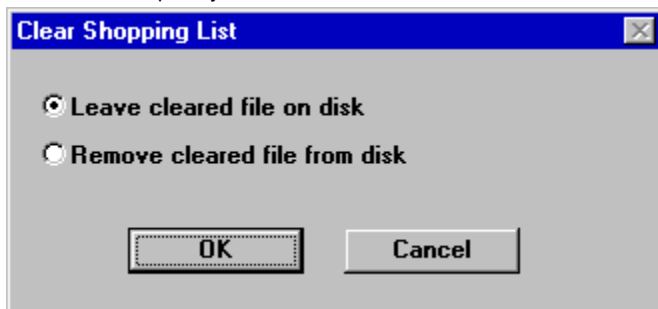 Clear Shopping List
Leave cleared file on disk
Remove cleared file from disk
OK Cancel